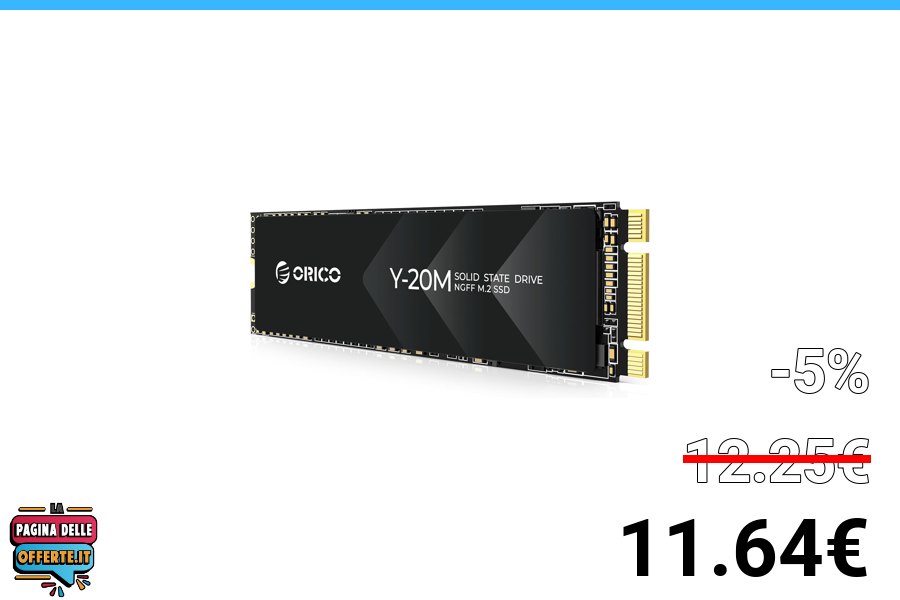 ORICO
Y-20M
SOLID STATE DRIVE
NGFF M.2 SSD
-5%
12.25€
11.64€
LA
PAGINA DELLE
OFFERTE.IT